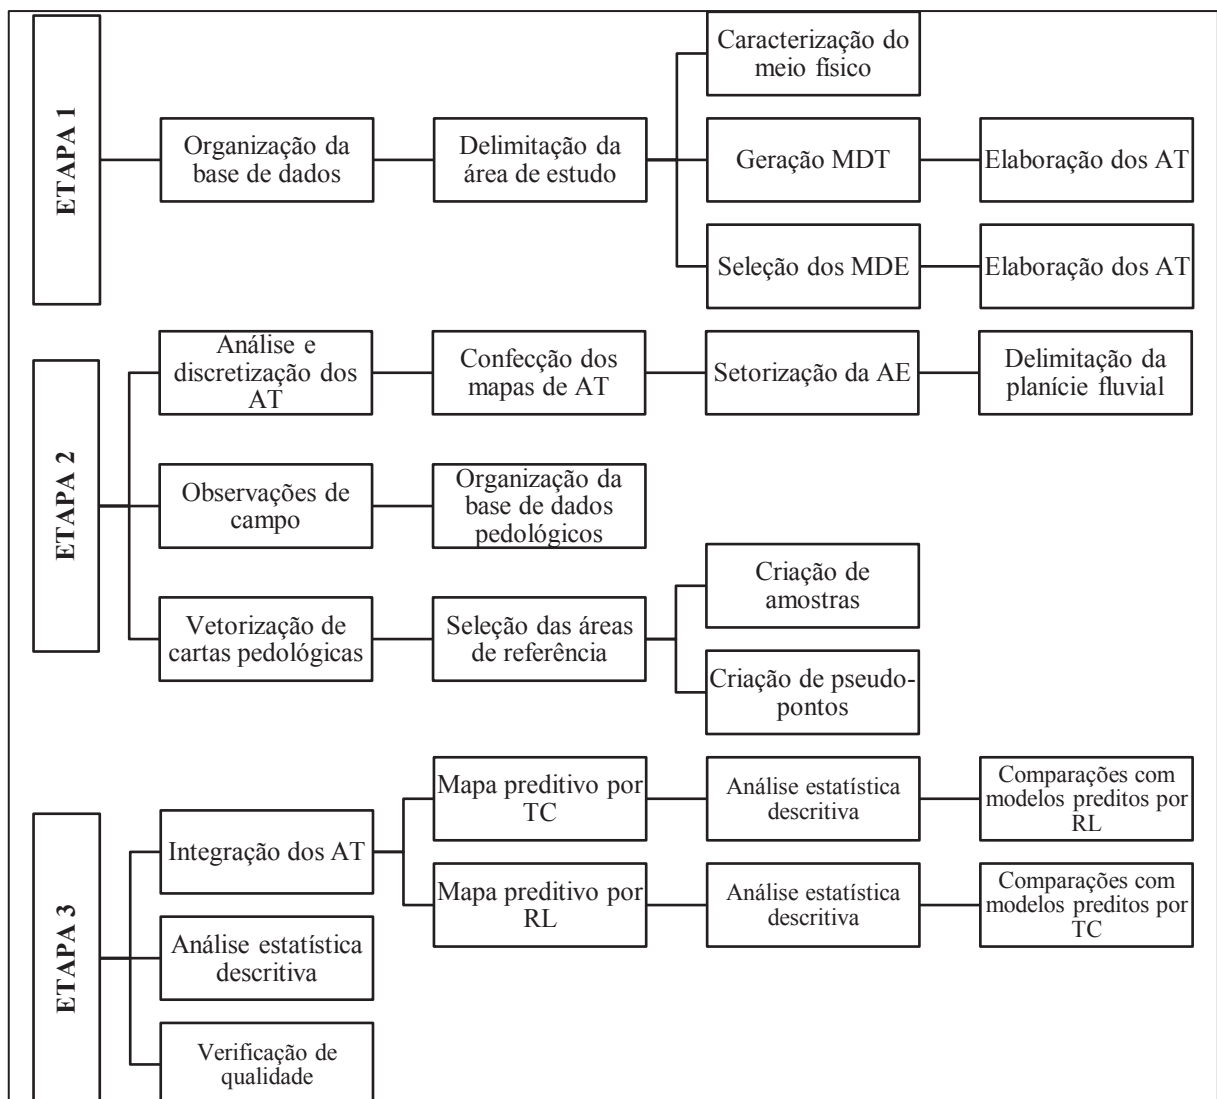 ETAPA 1
Organização da
base de dados
Delimitação da
área de estudo
Caracterização do
meio físico
Geração MDT
Elaboração dos AT
Seleção dos MDE
Elaboração dos AT
ETAPA 2
Análise e
discretização dos
AT
Confecção dos
mapas de AT
Setorização da AE
Delimitação da
planície fluvial
Observações de
campo
Organização da
base de dados
pedológicos
Vetorização de
cartas pedológicas
Seleção das áreas
de referência
Criação de
amostras
Criação de pseudo-
pontos
ETAPA 3
Integração dos AT
Mapa preditivo por
TC
Análise estatística
descritiva
Comparações com
modelos preditos por
RL
Mapa preditivo por
RL
Análise estatística
descritiva
Comparações com
modelos preditos por
TC
Análise estatística
descritiva
Verificação de
qualidade